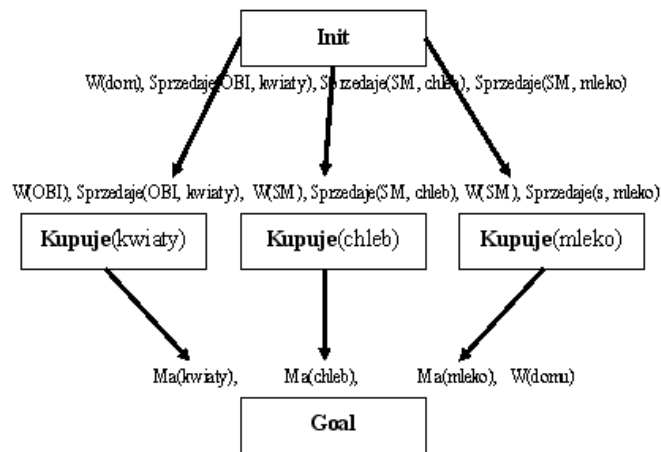 Init
W(dom), Sprzedaje(OBI, kwiaty), Sprzedaje(SM, chleb), Sprzedaje(SM, mleko)
W(OBI), Sprzedaje(OBI, kwiaty), W(SM), Sprzedaje(SM, chleb), W(SM), Sprzedaje(s, mleko)
Kupuje(kwiaty) Kupuje(chleb) Kupuje(mleko)
Ma(kwiaty), Ma(chleb), Ma(mleko), W(domu)
Goal